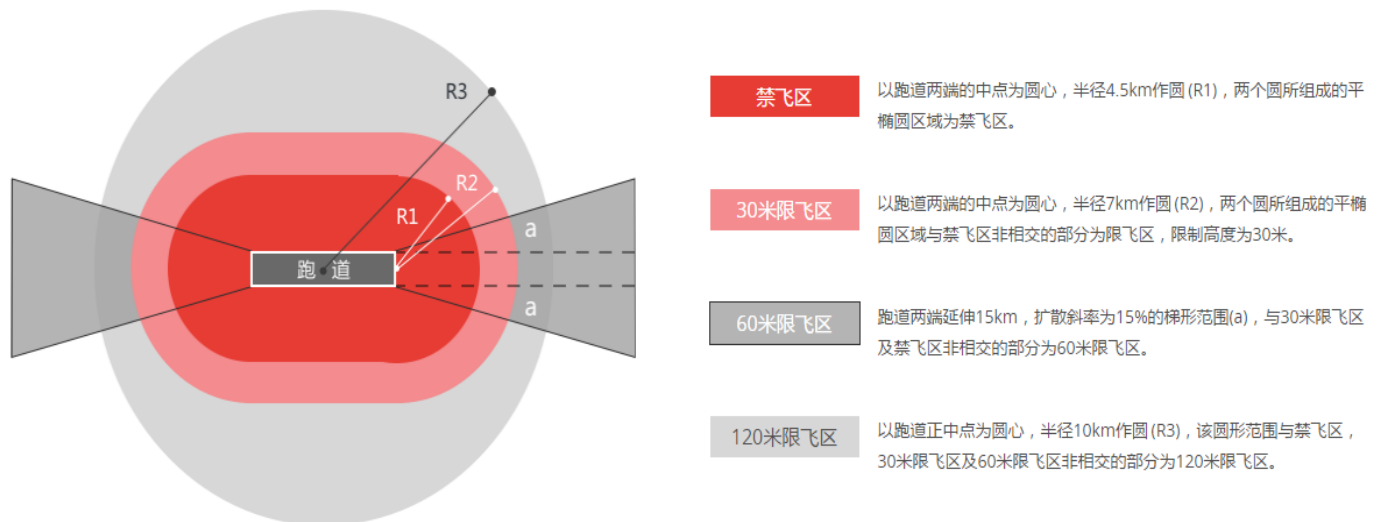 R3
R2
R1
a
跑 道
a
禁飞区
以跑道两端的中点为圆心，半径4.5km作圆 (R1)，两个圆所组成的平
椭圆区域为禁飞区。
30米限飞区
以跑道两端的中点为圆心，半径7km作圆 (R2)，两个圆所组成的平椭
圆区域与禁飞区非相交的部分为限飞区，限制高度为30米。
60米限飞区
跑道两端延伸15km，扩散斜率为15%的梯形范围(a)，与30米限飞区
及禁飞区非相交的部分为60米限飞区。
120米限飞区
以跑道正中点为圆心，半径10km作圆 (R3)，该圆形范围与禁飞区，
30米限飞区及60米限飞区非相交的部分为120米限飞区。